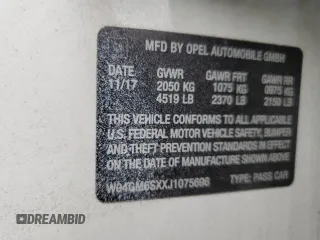 MFD BY OPEL AUTOMOBILE GMBH
DATE GVWR GAWR FRT GAWR RR
11/17 2050 KG 1075 KG 0975 KG
4519 LB 2370 LB 2150 LB
THIS VEHICLE CONFORMS TO ALL APPLICABLE
U.S. FEDERAL MOTOR VEHICLE SAFETY, BUMPER
AND THEFT PREVENTION STANDARDS IN
EFFECT ON THE DATE OF MANUFACTURE
SHOWN ABOVE.
W04GM6SXXJ1075696 TYPE: PASS CAR
DREAMBID